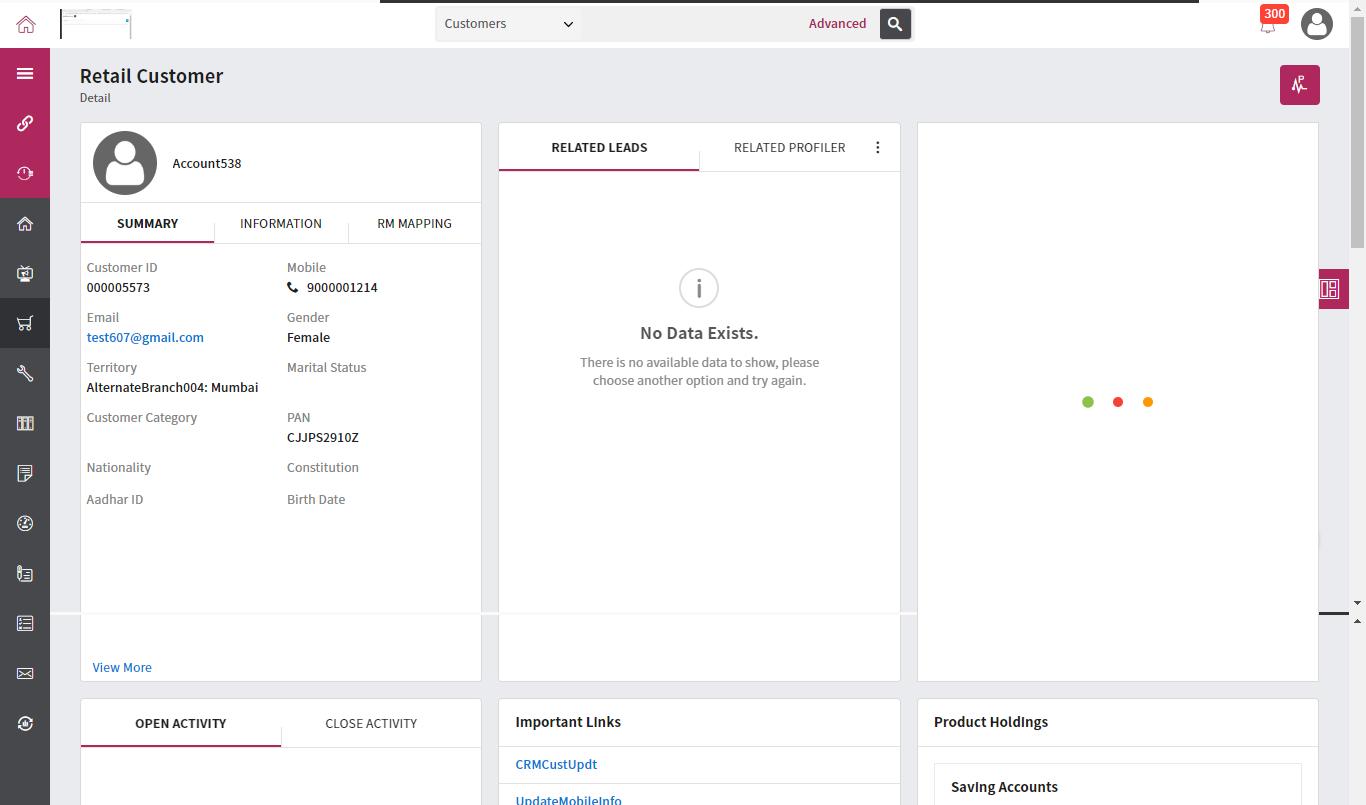 Customers
Advanced
300
Retail Customer
Detail
Account538
SUMMARY
INFORMATION
RM MAPPING
Customer ID
000005573
Mobile
9000001214
Email
test607@gmail.com
Gender
Female
Territory
AlternateBranch004: Mumbai
Marital Status
Customer Category
PAN
CJJPS2910Z
Nationality
Constitution
Aadhar ID
Birth Date
View More
RELATED LEADS
RELATED PROFILER
No Data Exists.
There is no available data to show, please
choose another option and try again.
P
OPEN ACTIVITY
CLOSE ACTIVITY
Important Links
CRMCustUpdt
UpdateMobileInfo
Product Holdings
Saving Accounts